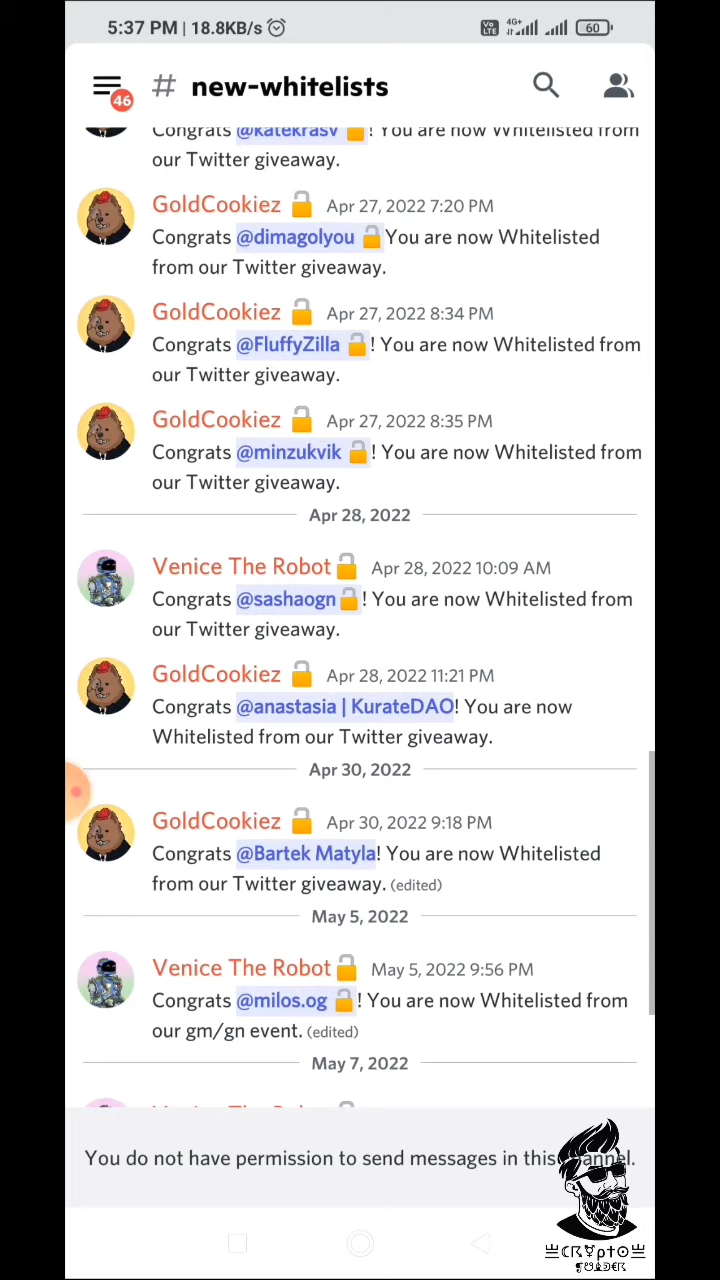 5:37 PM | 18.8KB/s
Vo LTE 4G+ 60
46 # new-whitelists
Congrats @katekrasv ! You are now Whitelisted from
our Twitter giveaway.
GoldCookiez Apr 27, 2022 7:20 PM
Congrats @dimagolyou You are now Whitelisted
from our Twitter giveaway.
GoldCookiez Apr 27, 2022 8:34 PM
Congrats @FluffyZilla ! You are now Whitelisted from
our Twitter giveaway.
GoldCookiez Apr 27, 2022 8:35 PM
Congrats @minzukvik ! You are now Whitelisted from
our Twitter giveaway.
Apr 28, 2022
Venice The Robot Apr 28, 2022 10:09 AM
Congrats @sashaogn ! You are now Whitelisted from
our Twitter giveaway.
GoldCookiez Apr 28, 2022 11:21 PM
Congrats @anastasia | KurateDAO! You are now
Whitelisted from our Twitter giveaway.
Apr 30, 2022
GoldCookiez Apr 30, 2022 9:18 PM
Congrats @Bartek Matyla! You are now Whitelisted
from our Twitter giveaway. (edited)
May 5, 2022
Venice The Robot May 5, 2022 9:56 PM
Congrats @milos.og ! You are now Whitelisted from
our gm/gn event. (edited)
May 7, 2022
You do not have permission to send messages in this channel.